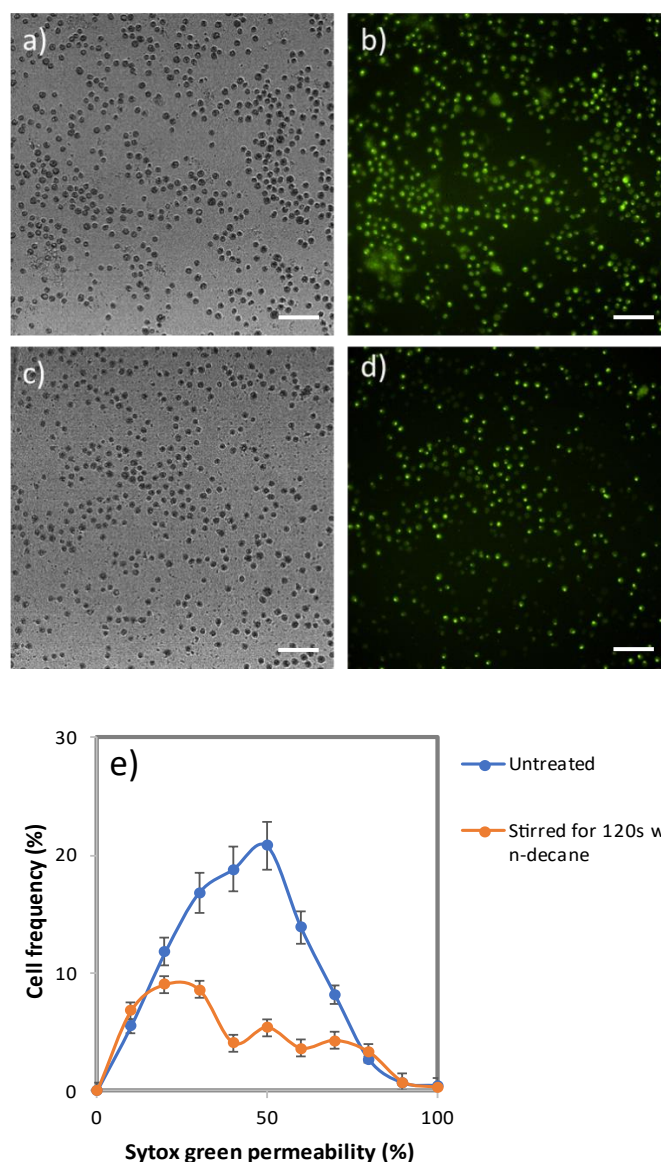 a)
b)
c)
d)
e)
30
20
10
0
Cell frequency (%)
0
50
100
Sytox green permeability (%)
Untreated
Stirred for 120s w
n-decane